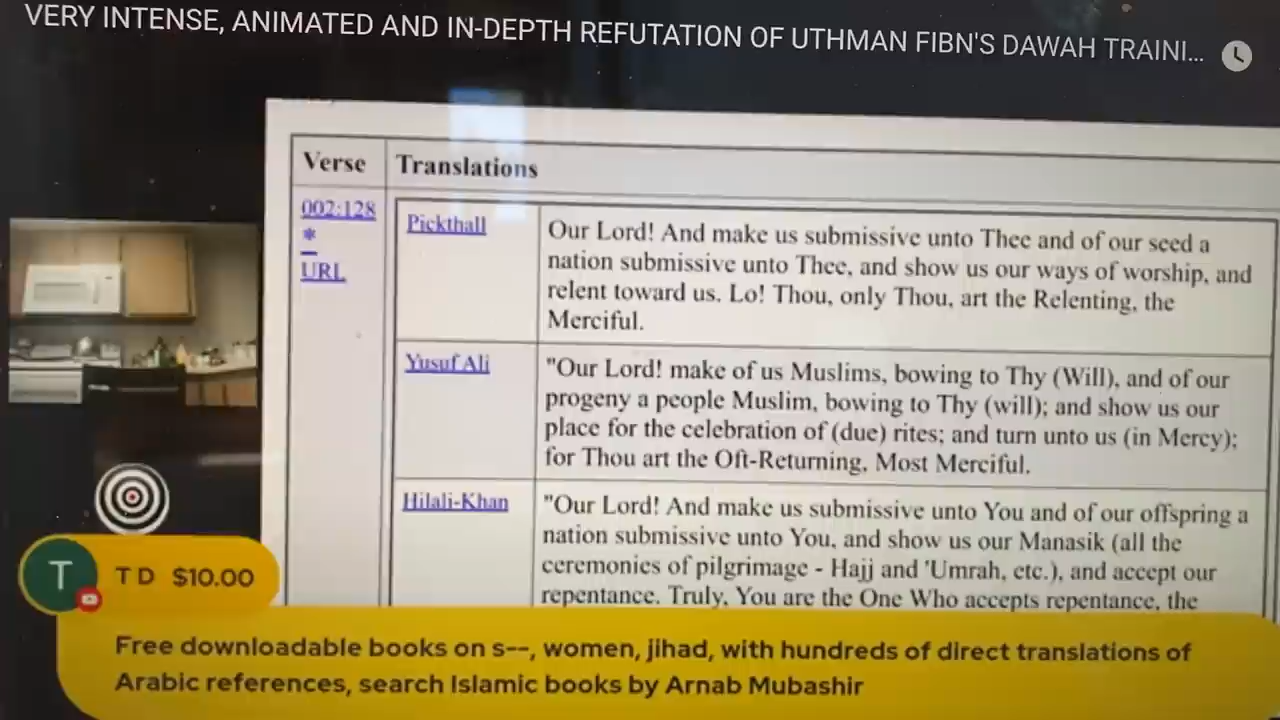 VERY INTENSE, ANIMATED AND IN-DEPTH REFUTATION OF UTHMAN FIBN'S DAWAH TRAINI...
Verse
Translations
002:128
*
URL
Pickthall
Our Lord! And make us submissive unto Thee and of our seed a
nation submissive unto Thee, and show us our ways of worship, and
relent toward us. Lo! Thou, only Thou, art the Relenting, the
Merciful.
Yusuf Ali
"Our Lord! make of us Muslims, bowing to Thy (Will), and of our
progeny a people Muslim, bowing to Thy (will); and show us our
place for the celebration of (due) rites; and turn unto us (in Mercy);
for Thou art the Oft-Returning, Most Merciful.
Hilali-Khan
"Our Lord! And make us submissive unto You and of our offspring a
nation submissive unto You, and show us our Manasik (all the
ceremonies of pilgrimage - Hajj and 'Umrah, etc.), and accept our
repentance. Truly, You are the One Who accepts repentance, the
T
T D $10.00
Free downloadable books on s--, women, jihad, with hundreds of direct translations of
Arabic references, search Islamic books by Arnab Mubashir